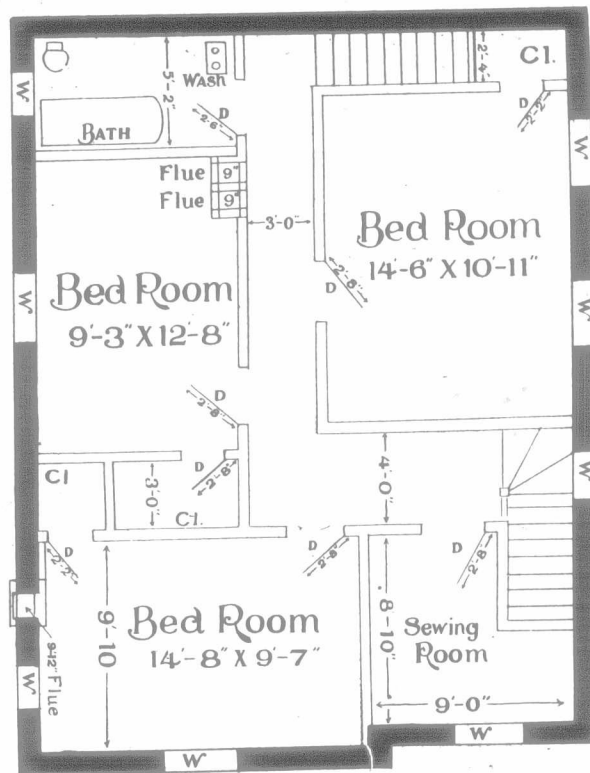 5'-2"
WASH
2'-4"
Cl.
W
D
2'-6"
BATH
D
2'-2"
W
Flue 9"
Flue 9"
3'-0"
Bed Room
14'-6" X 10'-11"
2'-8"
D
W
Bed Room
9'-3" X 12'-8"
W
D
2'-8"
D
2'-8"
Cl
3'-0"
Cl.
4'-0"
W
D
2'-2"
D
2'-8"
D
2'-8"
9'-10
Bed Room
14'-8" X 9'-7"
8'-10"
Sewing
Room
9'-0"
W
Flue
W
W